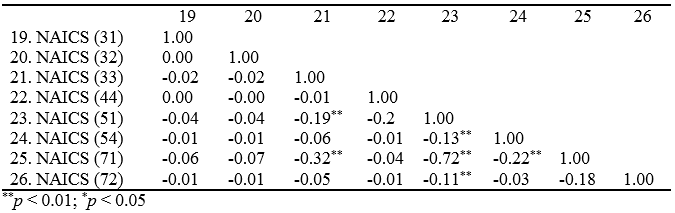 19 20 21 22 23 24 25 26
19. NAICS (31) 1.00
20. NAICS (32) 0.00 1.00
21. NAICS (33) -0.02 -0.02 1.00
22. NAICS (44) 0.00 -0.00 -0.01 1.00
23. NAICS (51) -0.04 -0.04 -0.19** -0.2 1.00
24. NAICS (54) -0.01 -0.01 -0.06 -0.01 -0.13** 1.00
25. NAICS (71) -0.06 -0.07 -0.32** -0.04 -0.72** -0.22** 1.00
26. NAICS (72) -0.01 -0.01 -0.05 -0.01 -0.11** -0.03 -0.18 1.00
**p < 0.01; *p < 0.05